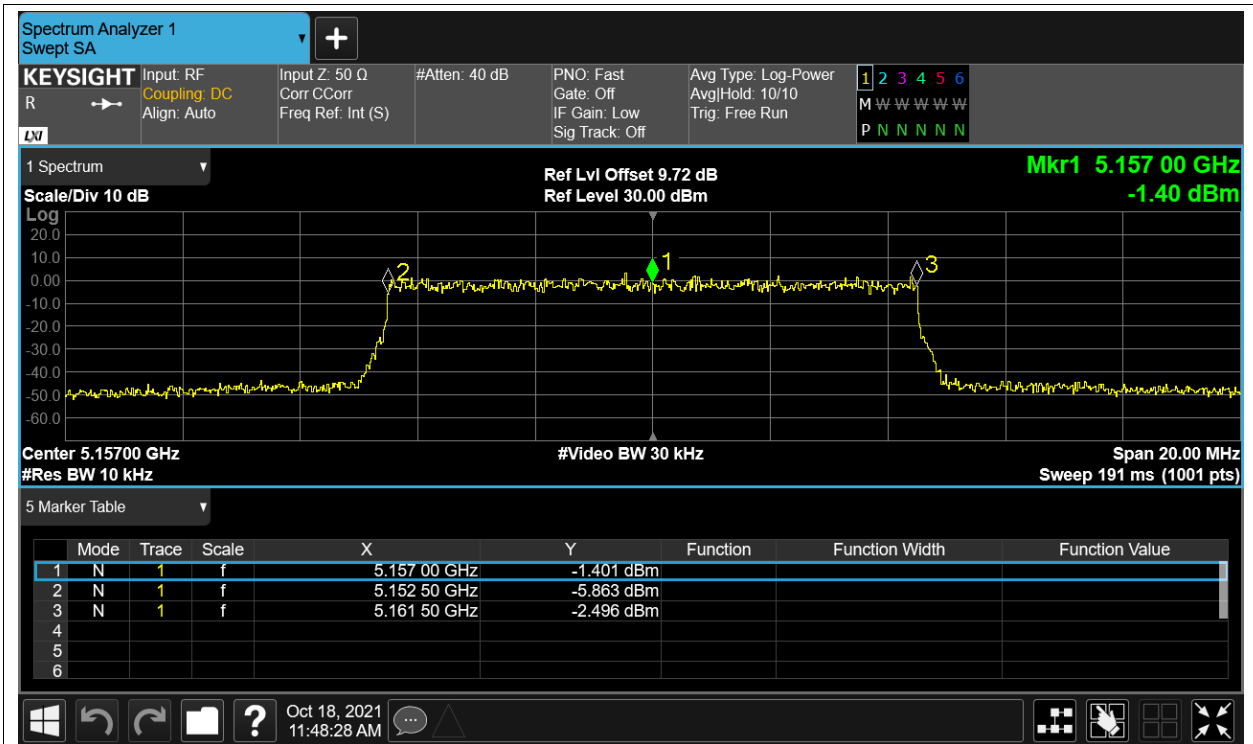 Spectrum Analyzer 1
Swept SA
KEYSIGHT
R
LXI
Input: RF
Coupling: DC
Align: Auto
Input Z: 50 Ω
Corr CCorr
Freq Ref: Int (S)
#Atten: 40 dB
PNO: Fast
Gate: Off
IF Gain: Low
Sig Track: Off
Avg Type: Log-Power
Avg|Hold: 10/10
Trig: Free Run
1 2 3 4 5 6
M W W W W W
P N N N N N
1 Spectrum
Scale/Div 10 dB
Ref Lvl Offset 9.72 dB
Ref Level 30.00 dBm
Mkr1 5.157 00 GHz
-1.40 dBm
Log
20.0
10.0
0.00
-10.0
-20.0
-30.0
-40.0
-50.0
-60.0
2
1
3
Center 5.15700 GHz
#Res BW 10 kHz
#Video BW 30 kHz
Span 20.00 MHz
Sweep 191 ms (1001 pts)
5 Marker Table
Mode Trace Scale X Y Function Function Width Function Value
1 N 1 f 5.157 00 GHz -1.401 dBm
2 N 1 f 5.152 50 GHz -5.863 dBm
3 N 1 f 5.161 50 GHz -2.496 dBm
4
5
6
?
Oct 18, 2021
11:48:28 AM